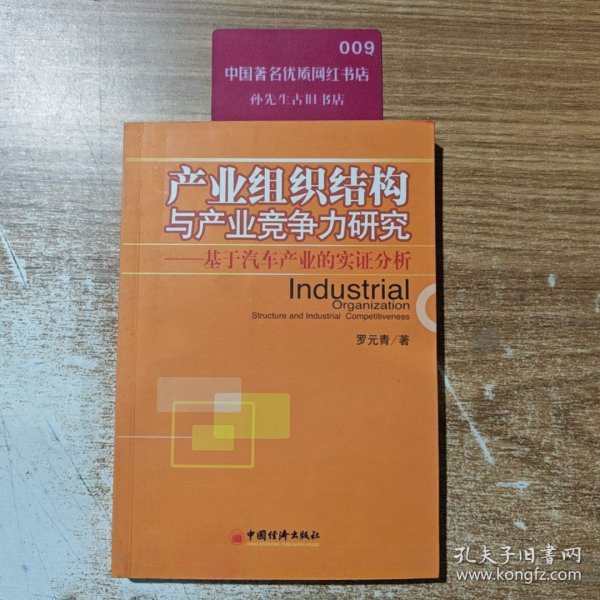 009
中国著名优质网红书店
孙先生古旧书店
产业组织结构
与产业竞争力研究
——基于汽车产业的实证分析
Industrial
Organization
Structure and Industrial Competitiveness
罗元青/著
中国经济出版社
孔夫子旧书网
www.kongfz.com